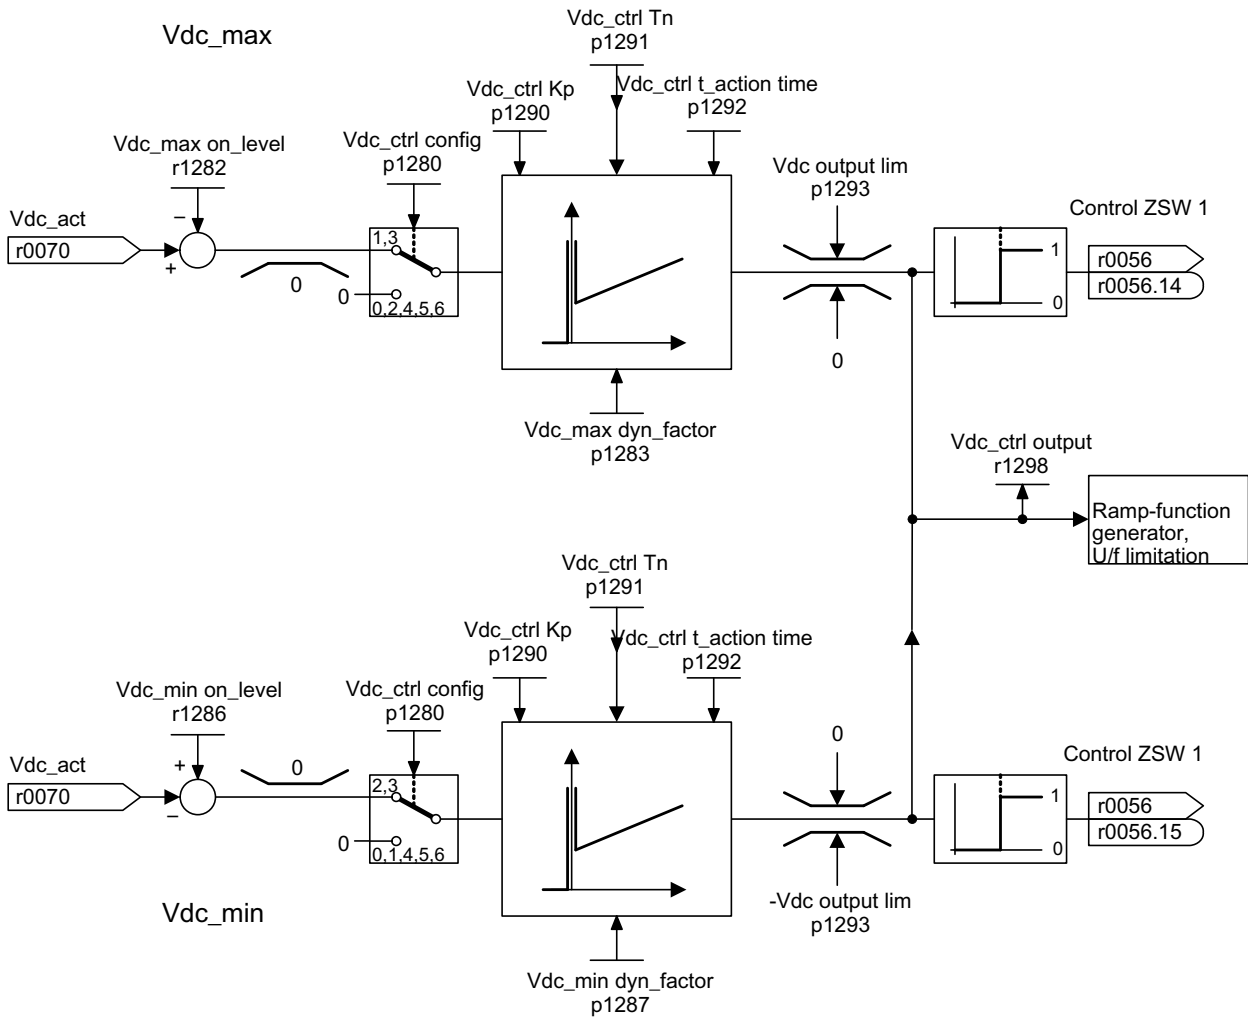 Vdc_max
Vdc_ctrl Tn
p1291
Vdc_ctrl Kp
p1290
Vdc_ctrl t_action time
p1292
Vdc_max on_level
r1282
Vdc_ctrl config
p1280
Vdc output lim
p1293
Control ZSW 1
Vdc_act
r0070
−
+
0
1,3
0
0,2,4,5,6
1
0
r0056
r0056.14
0
Vdc_max dyn_factor
p1283
Vdc_ctrl output
r1298
Ramp-function
generator,
U/f limitation
Vdc_ctrl Tn
p1291
Vdc_ctrl Kp
p1290
Vdc_ctrl t_action time
p1292
Vdc_min on_level
r1286
Vdc_ctrl config
p1280
0
Control ZSW 1
Vdc_act
r0070
+
−
0
2,3
0
0,1,4,5,6
1
0
r0056
r0056.15
-Vdc output lim
p1293
Vdc_min
Vdc_min dyn_factor
p1287